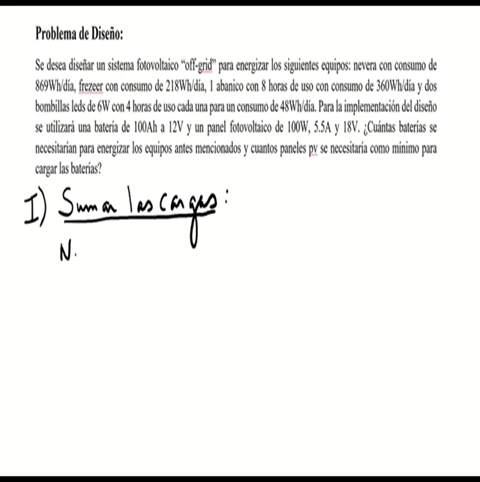 Problema de Diseño:
Se desea diseñar un sistema fotovoltaico “off-grid” para energizar los siguientes equipos: nevera con consumo de
869Wh/día, frezeer con consumo de 218Wh/día, 1 abanico con 8 horas de uso con consumo de 360Wh/día y dos
bombillas leds de 6W con 4 horas de uso cada una para un consumo de 48Wh/día. Para la implementación del diseño
se utilizará una batería de 100Ah a 12V y un panel fotovoltaico de 100W, 5.5A y 18V. ¿Cuántas baterías se
necesitarían para energizar los equipos antes mencionados y cuantos paneles pv se necesitaría como mínimo para
cargar las baterías?
I) Sumar las cargas:
N.